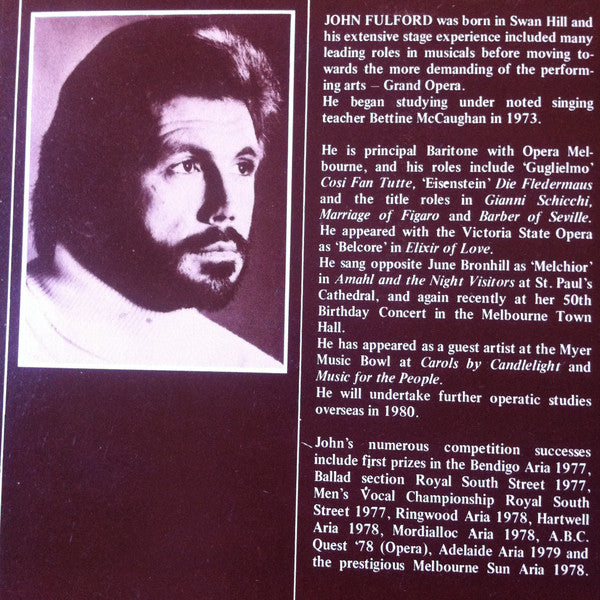 JOHN FULFORD was born in Swan Hill and
his extensive stage experience included many
leading roles in musicals before moving to-
wards the more demanding of the perform-
ing arts – Grand Opera.
He began studying under noted singing
teacher Bettine McCaughan in 1973.
He is principal Baritone with Opera Mel-
bourne, and his roles include ‘Guglielmo’
Cosi Fan Tutte, ‘Eisenstein’ Die Fledermaus
and the title roles in Gianni Schicchi,
Marriage of Figaro and Barber of Seville.
He appeared with the Victoria State Opera
as ‘Belcore’ in Elixir of Love.
He sang opposite June Bronhill as ‘Melchior’
in Amahl and the Night Visitors at St. Paul’s
Cathedral, and again recently at her 50th
Birthday Concert in the Melbourne Town
Hall.
He has appeared as a guest artist at the Myer
Music Bowl at Carols by Candlelight and
Music for the People.
He will undertake further operatic studies
overseas in 1980.
John’s numerous competition successes
include first prizes in the Bendigo Aria 1977,
Ballad section Royal South Street 1977,
Men’s Vocal Championship Royal South
Street 1977, Ringwood Aria 1978, Hartwell
Aria 1978, Mordialloc Aria 1978, A.B.C.
Quest ‘78 (Opera), Adelaide Aria 1979 and
the prestigious Melbourne Sun Aria 1978.